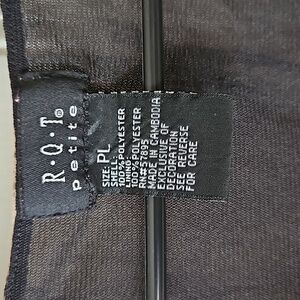 R·Q·T®
petite
SIZE: PL
SHELL:
100% POLYESTER
LINING:
100% POLYESTER
RN#:57895
MADE IN CAMBODIA
EXCLUSIVE OF
DECORATION
SEE REVERSE
FOR CARE